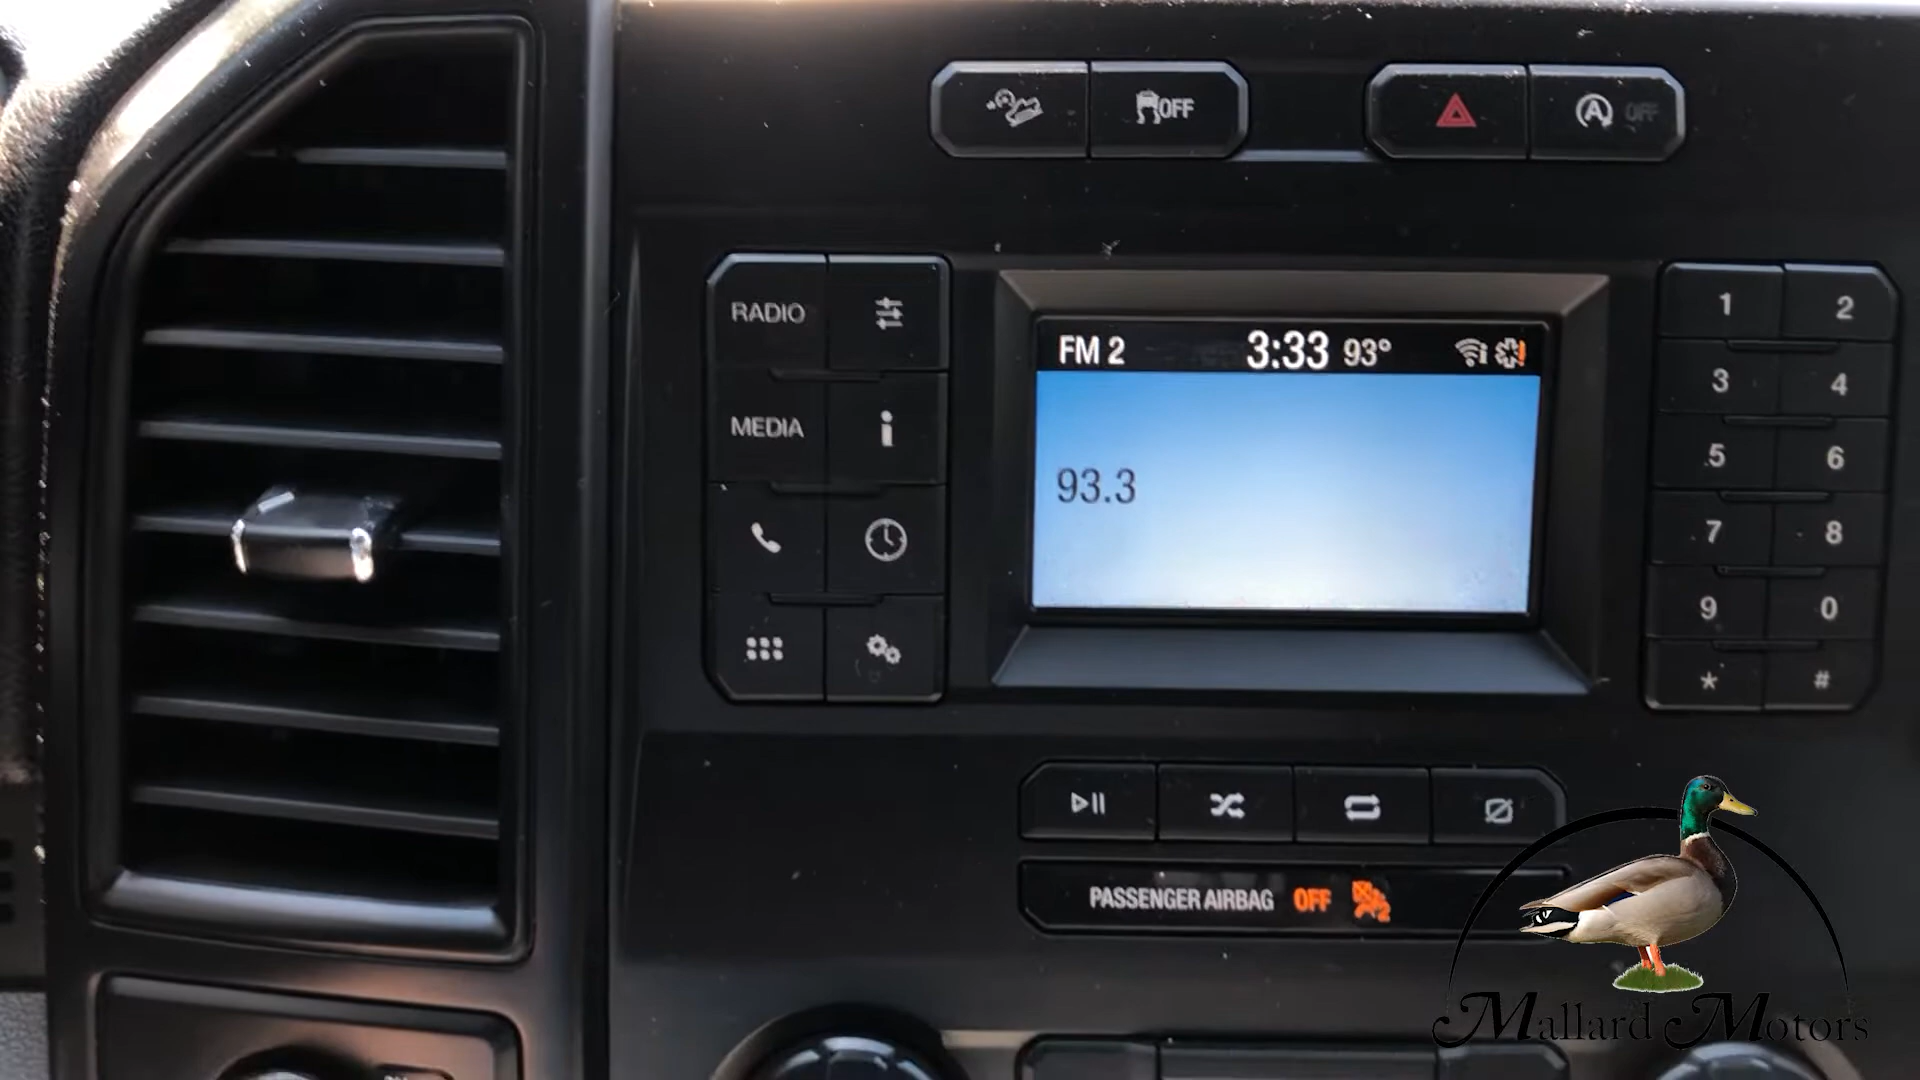 OFF
A OFF
RADIO
MEDIA
FM 2 3:33 93°
93.3
1 2
3 4
5 6
7 8
9 0
* #
PASSENGER AIRBAG OFF 2
Mallard Motors